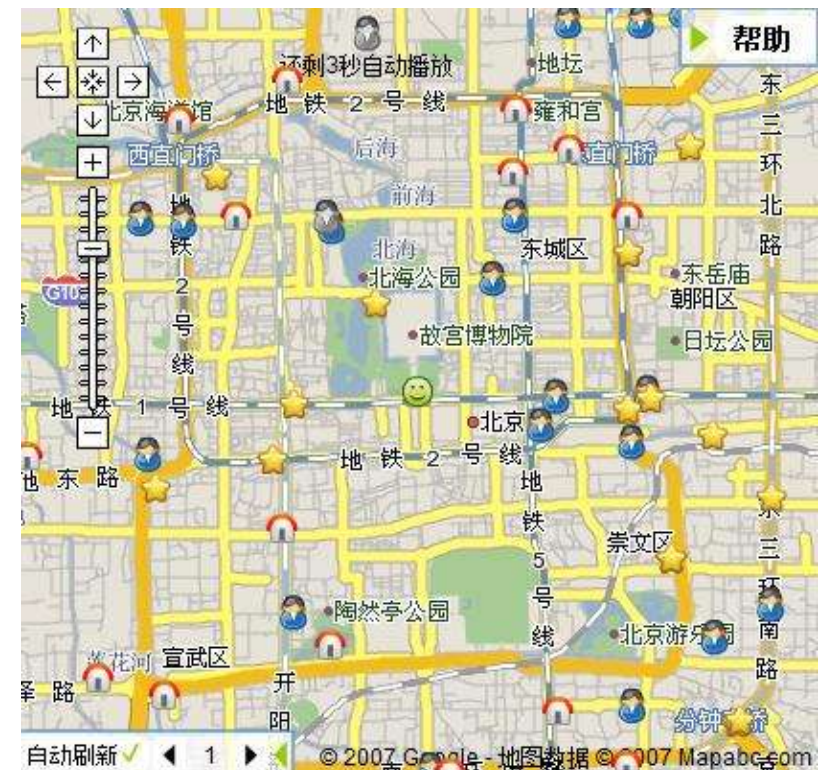 帮助
还剩3秒自动播放
地坛
东三环北路
地铁2号线
雍和宫
北京海洋馆
西直门桥
直门桥
后海
前海
北海
北海公园
东城区
东岳庙
朝阳区
地铁2号线
故宫博物院
日坛公园
地铁1号线
北京
地铁2号线
东路
地铁5号线
崇文区
东三环南路
陶然亭公园
北京游乐园
莲花河
宣武区
路
开阳
分钟寺桥
自动刷新 1
© 2007 Google - 地图数据 © 2007 Mapabc.com